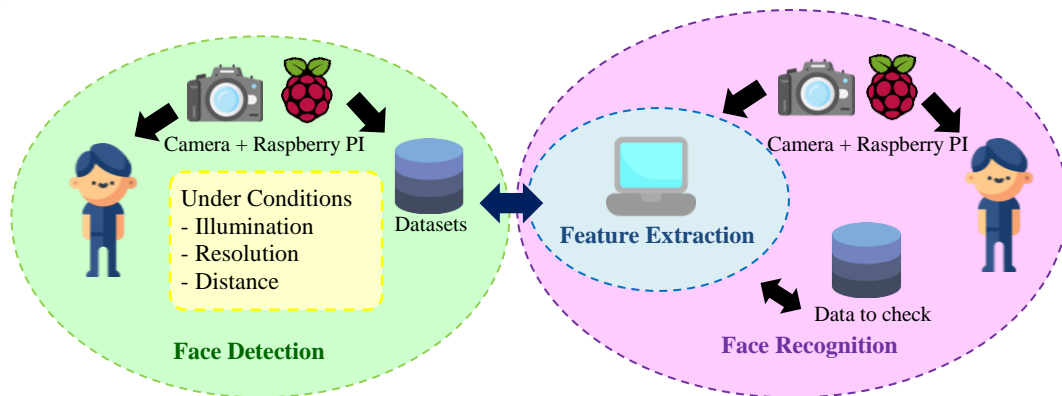 Camera + Raspberry PI
Under Conditions
- Illumination
- Resolution
- Distance
Datasets
Face Detection
Camera + Raspberry PI
Feature Extraction
Data to check
Face Recognition